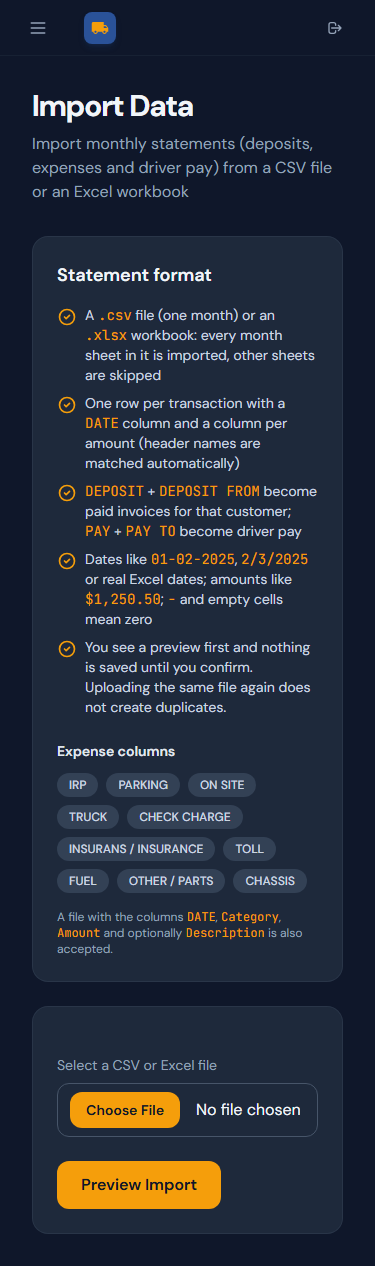 Import Data
Import monthly statements (deposits,
expenses and driver pay) from a CSV file
or an Excel workbook
Statement format
A .csv file (one month) or an
.xlsx workbook: every month
sheet in it is imported, other sheets
are skipped
One row per transaction with a
DATE column and a column per
amount (header names are
matched automatically)
DEPOSIT + DEPOSIT FROM become
paid invoices for that customer;
PAY + PAY TO become driver pay
Dates like 01-02-2025, 2/3/2025
or real Excel dates; amounts like
$1,250.50; - and empty cells
mean zero
You see a preview first and nothing
is saved until you confirm.
Uploading the same file again does
not create duplicates.
Expense columns
IRP PARKING ON SITE
TRUCK CHECK CHARGE
INSURANS / INSURANCE TOLL
FUEL OTHER / PARTS CHASSIS
A file with the columns DATE, Category,
Amount and optionally Description is also
accepted.
Select a CSV or Excel file
Choose File No file chosen
Preview Import